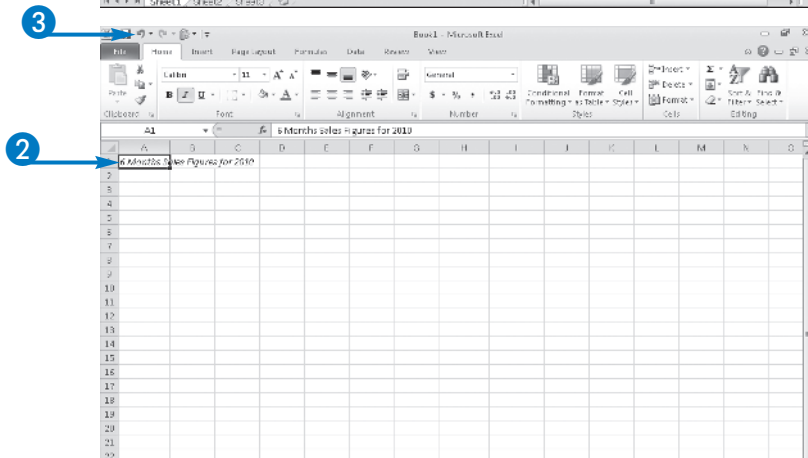 Sheet1 Sheet2 Sheet3
3
Book1 - Microsoft Excel
File Home Insert Page Layout Formulas Data Review View
Calibri 11 A A General Insert Σ
Paste Delete
B I U A $ % , Conditional Format Cell Format Sort & Find &
Formatting as Table Styles Filter Select
Clipboard Font Alignment Number Styles Cells Editing
A1 fx 6 Months Sales Figures for 2010
A B C D E F G H I J K L M N O
2
6 Months Sales Figures for 2010
2
3
4
5
6
7
8
9
10
11
12
13
14
15
16
17
18
19
20
21
22